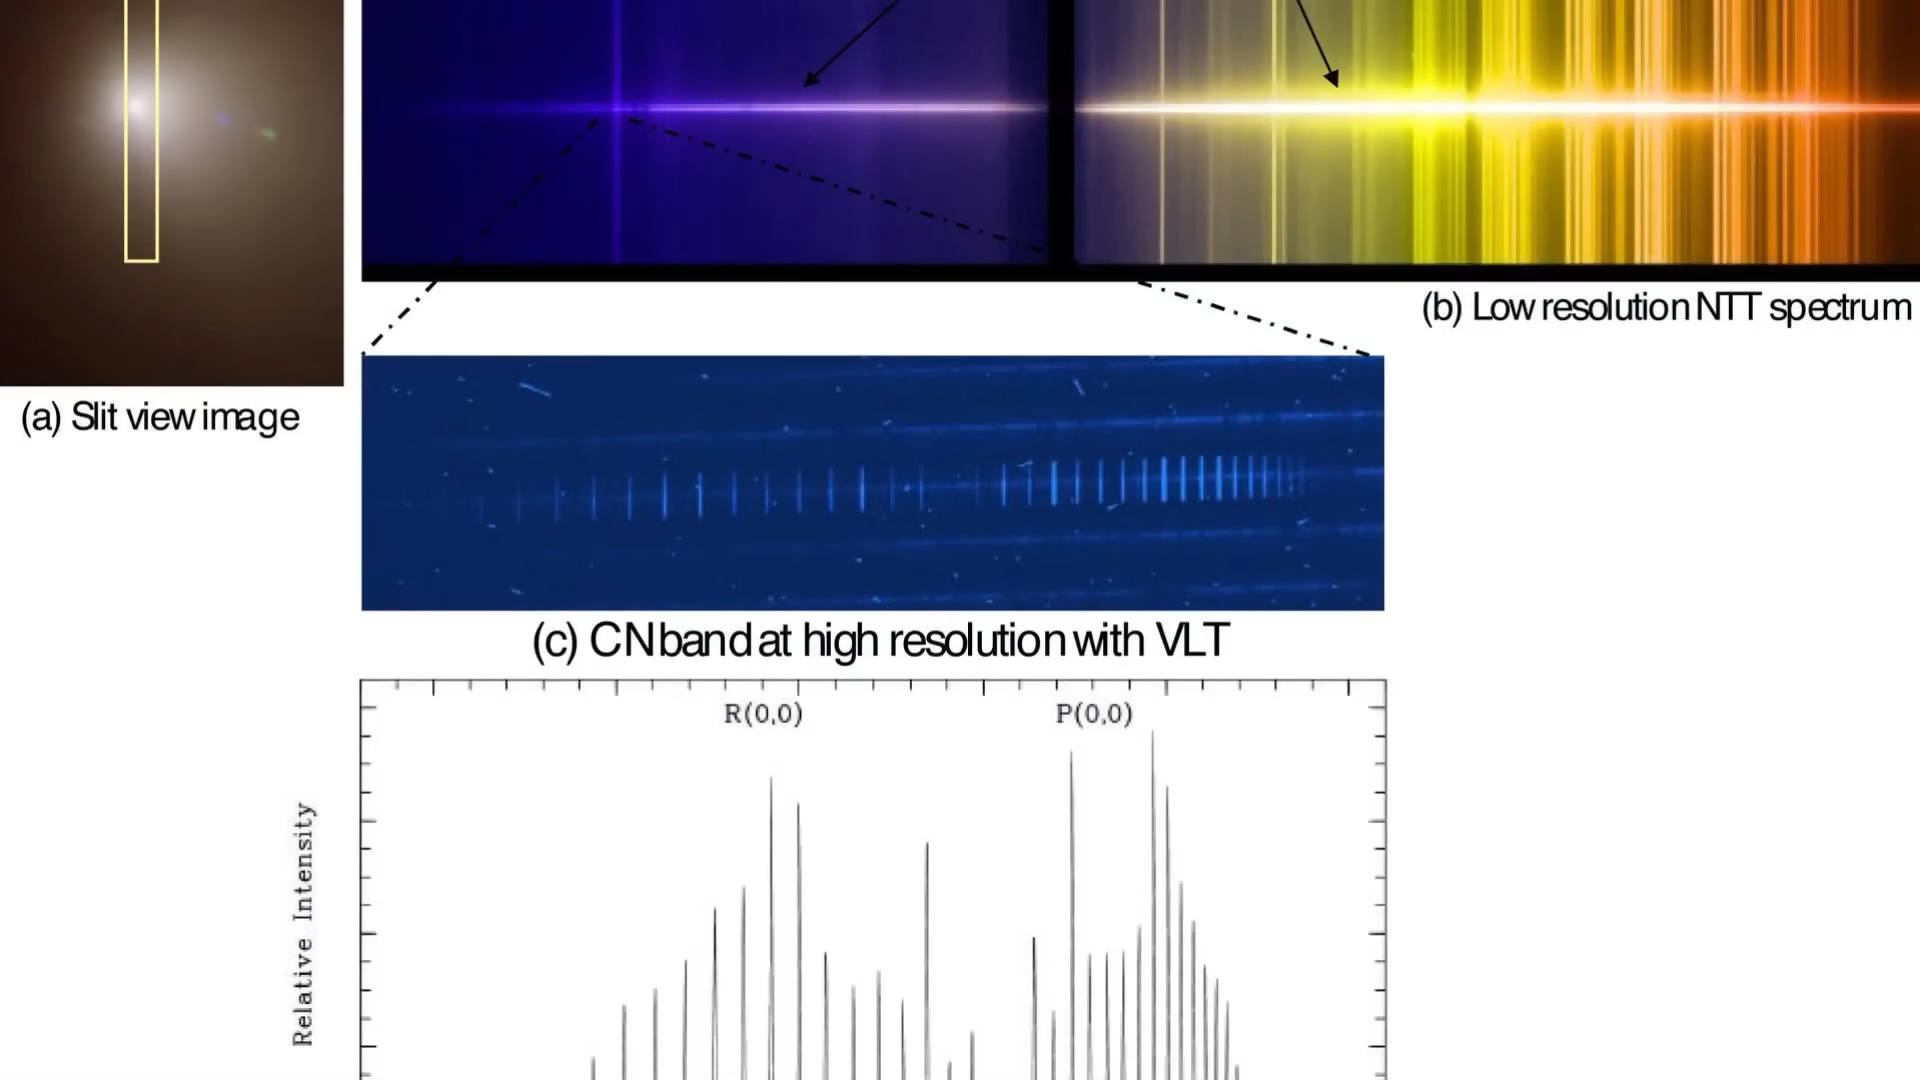 (b) Low resolution NTT spectrum
(a) Slit view image
(c) CN band at high resolution with VLT
R(0,0) P(0,0)
Relative Intensity